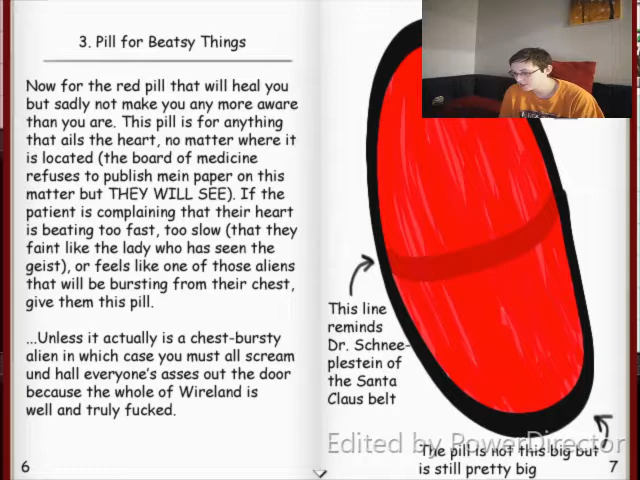 3. Pill for Beatsy Things
Now for the red pill that will heal you
but sadly not make you any more aware
than you are. This pill is for anything
that ails the heart, no matter where it
is located (the board of medicine
refuses to publish mein paper on this
matter but THEY WILL SEE). If the
patient is complaining that their heart
is beating too fast, too slow (that they
faint like the lady who has seen the
geist), or feels like one of those aliens
that will be bursting from their chest,
give them this pill.
...Unless it actually is a chest-bursty
alien in which case you must all scream
und hall everyone's asses out the door
because the whole of Wireland is
well and truly fucked.
6
This line
reminds
Dr. Schnee-
plestein of
the Santa
Claus belt
Edited by PowerDirector
The pill is not this big but
is still pretty big
7